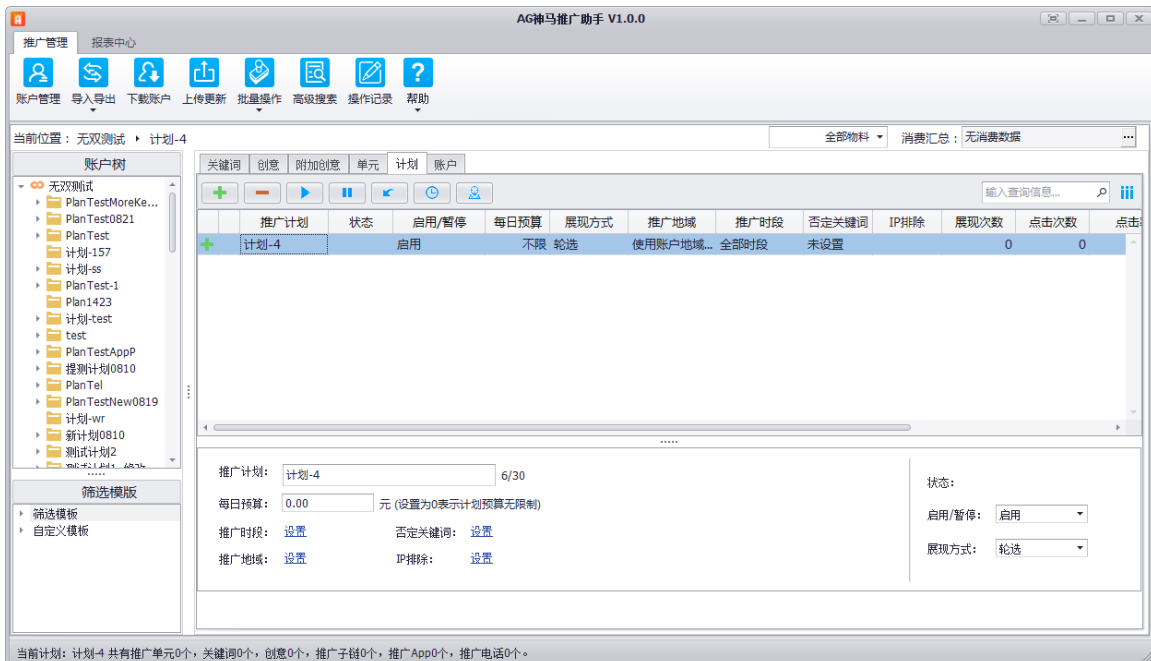 AG神马推广助手 V1.0.0
推广管理 报表中心
账户管理 导入导出 下载账户 上传更新 批量操作 高级搜索 操作记录 帮助
当前位置： 无双测试 计划-4 全部物料 消费汇总： 无消费数据 ...
账户树
无双测试
PlanTestMoreKe...
PlanTest0821
PlanTest
计划-157
计划-ss
PlanTest-1
Plan1423
计划-test
test
PlanTestAppP
提测计划0810
PlanTel
PlanTestNew0819
计划-wr
新计划0810
测试计划2
筛选模版
筛选模板
自定义模板
关键词 创意 附加创意 单元 计划 账户
输入查询信息...
推广计划 状态 启用/暂停 每日预算 展现方式 推广地域 推广时段 否定关键词 IP排除 展现次数 点击次数
计划-4 启用 不限 轮选 使用账户地域... 全部时段 未设置 0 0
推广计划： 计划-4 6/30
每日预算： 0.00 元 (设置为0表示计划预算无限制)
推广时段： 设置 否定关键词： 设置
推广地域： 设置 IP排除： 设置
状态：
启用/暂停： 启用
展现方式： 轮选
当前计划：计划-4 共有推广单元0个，关键词0个，创意0个，推广子链0个，推广App0个，推广电话0个。